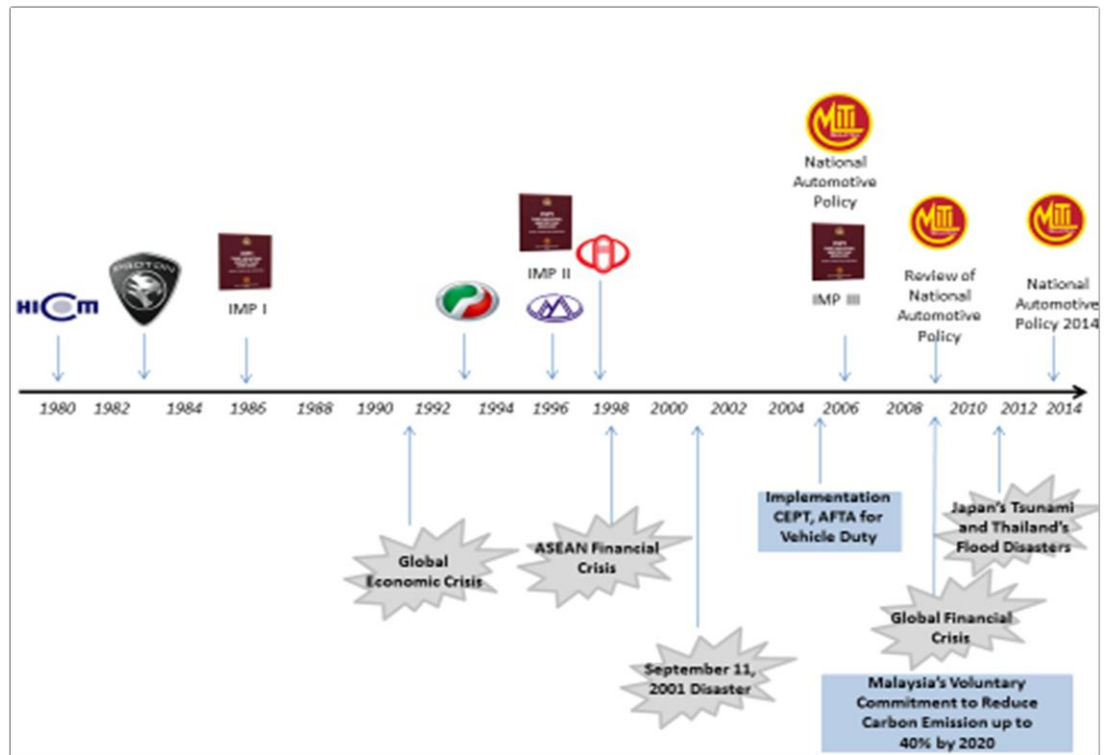 MITI
National
Automotive
Policy
MITI
MITI
PROTON
IMP II
HICOM
IMP I
IMP III
Review of
National
Automotive
Policy
National
Automotive
Policy 2014
1980 1982 1984 1986 1988 1990 1992 1994 1996 1998 2000 2002 2004 2006 2008 2010 2012 2014
Global
Economic Crisis
ASEAN Financial
Crisis
September 11,
2001 Disaster
Implementation
CEPT, AFTA for
Vehicle Duty
Japan's Tsunami
and Thailand's
Flood Disasters
Global Financial
Crisis
Malaysia's Voluntary
Commitment to Reduce
Carbon Emission up to
40% by 2020